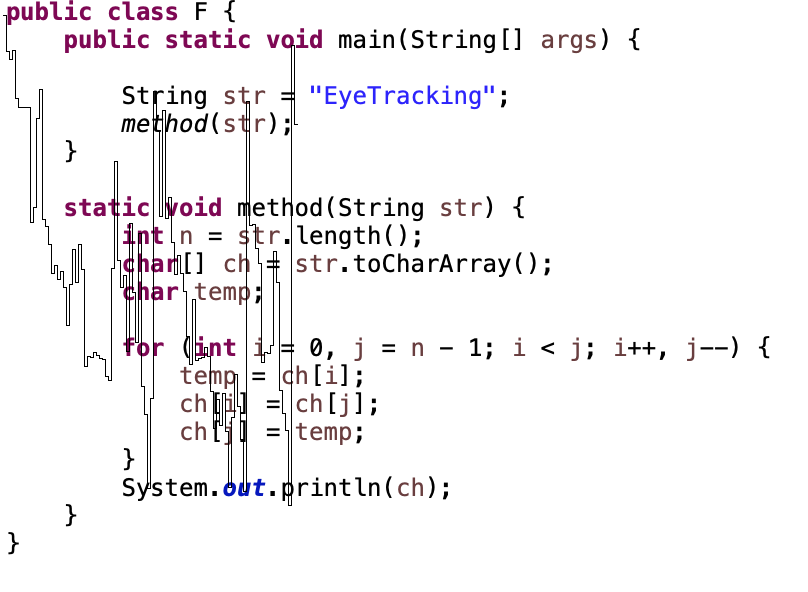 public class F {
public static void main(String[] args) {
String str = "EyeTracking";
method(str);
}
static void method(String str) {
int n = str.length();
char[] ch = str.toCharArray();
char temp;
for (int i = 0, j = n - 1; i < j; i++, j--) {
temp = ch[i];
ch[i] = ch[j];
ch[j] = temp;
}
System.out.println(ch);
}
}